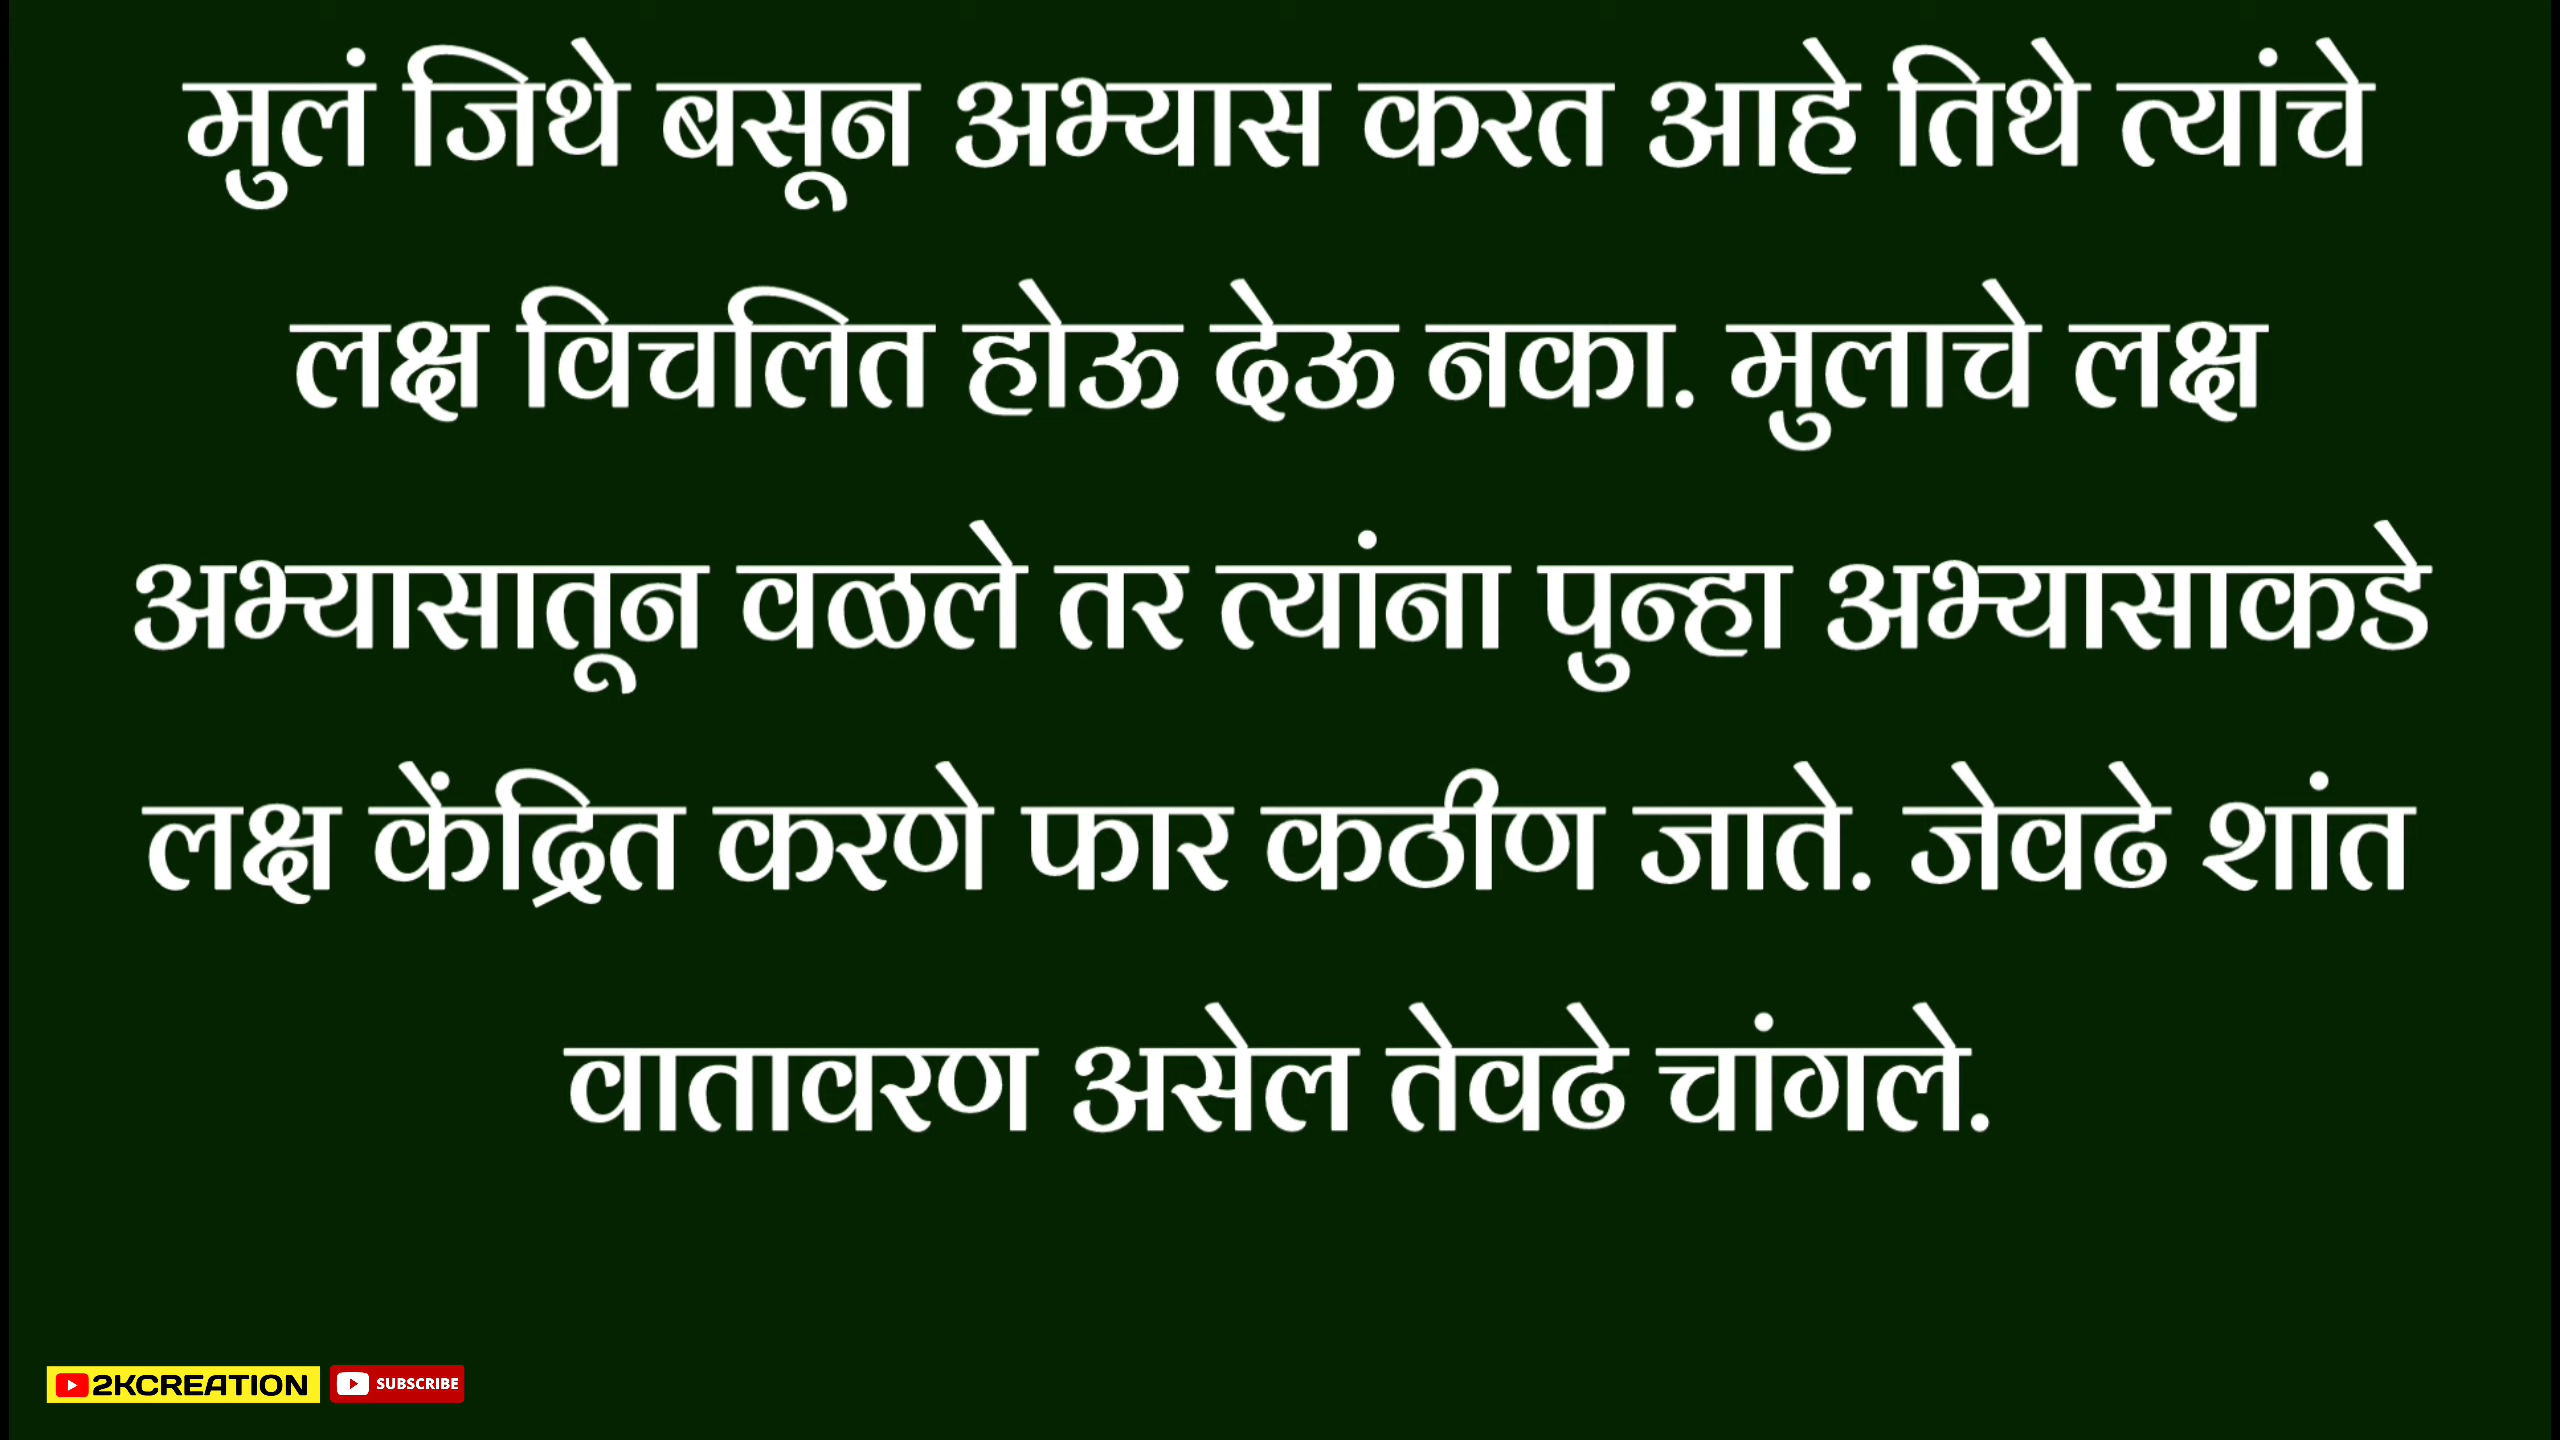 मुलं जिथे बसून अभ्यास करत आहे तिथे त्यांचे
लक्ष विचलित होऊ देऊ नका. मुलाचे लक्ष
अभ्यासातून वळले तर त्यांना पुन्हा अभ्यासाकडे
लक्ष केंद्रित करणे फार कठीण जाते. जेवढे शांत
वातावरण असेल तेवढे चांगले.
2KCREATION SUBSCRIBE